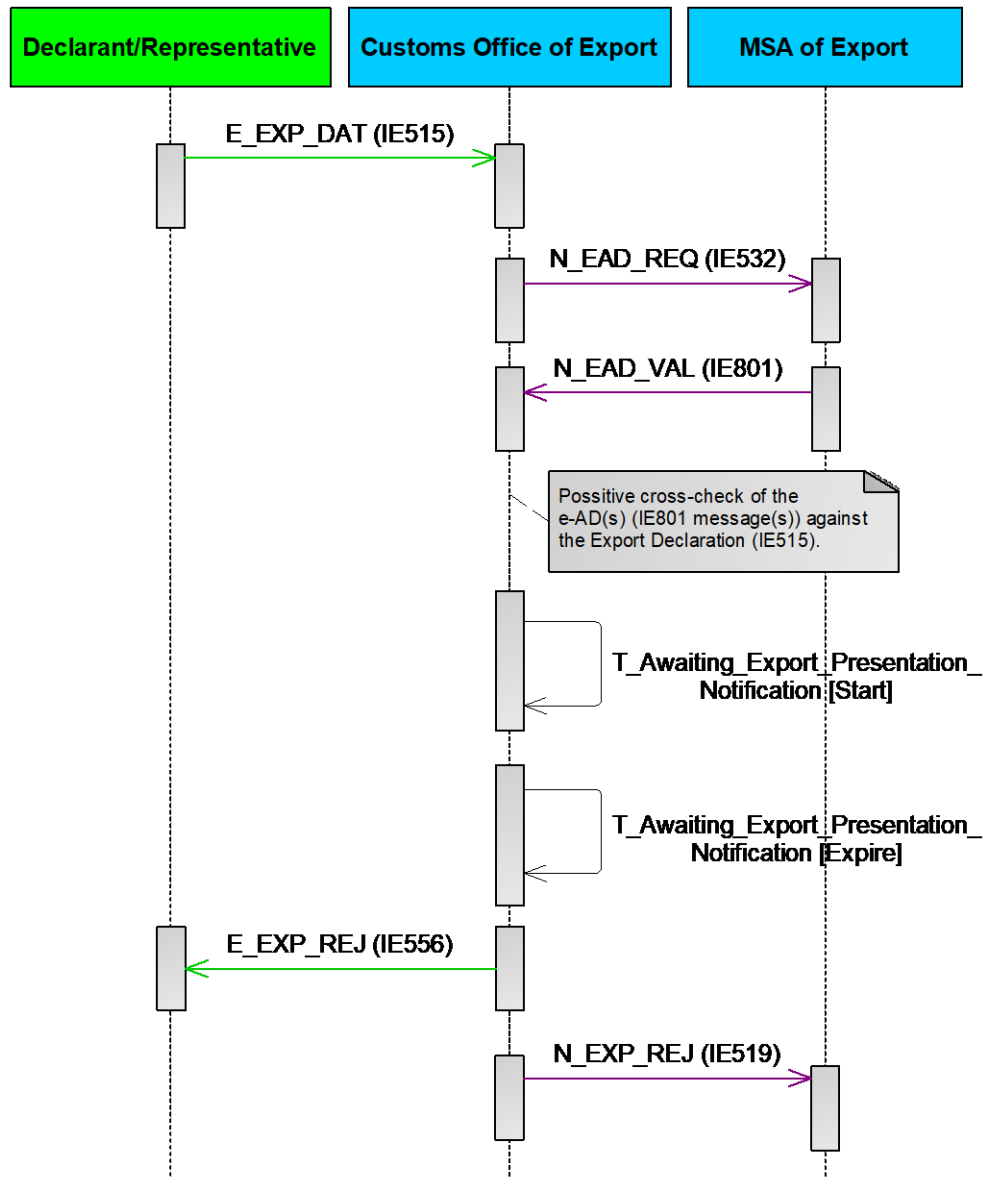 Declarant/Representative
Customs Office of Export
MSA of Export
E_EXP_DAT (IE515)
N_EAD_REQ (IE532)
N_EAD_VAL (IE801)
Possitive cross-check of the
e-AD(s) (IE801 message(s)) against
the Export Declaration (IE515).
T_Awaiting_Export_Presentation_
Notification [Start]
T_Awaiting_Export_Presentation_
Notification [Expire]
E_EXP_REJ (IE556)
N_EXP_REJ (IE519)